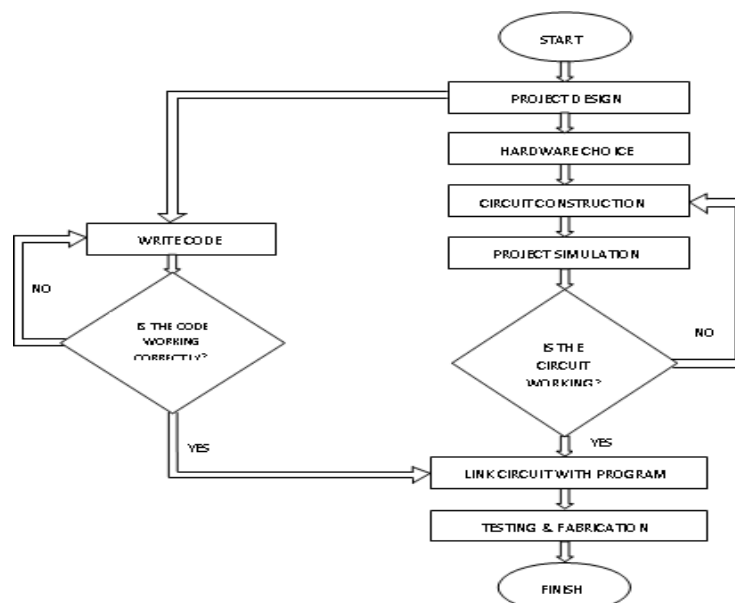 START
PROJECT DESIGN
HARDWARE CHOICE
CIRCUIT CONSTRUCTION
WRITE CODE
PROJECT SIMULATION
NO
IS THE CODE
WORKING
CORRECTLY?
NO
IS THE
CIRCUIT
WORKING?
YES
YES
LINK CIRCUIT WITH PROGRAM
TESTING & FABRICATION
FINISH